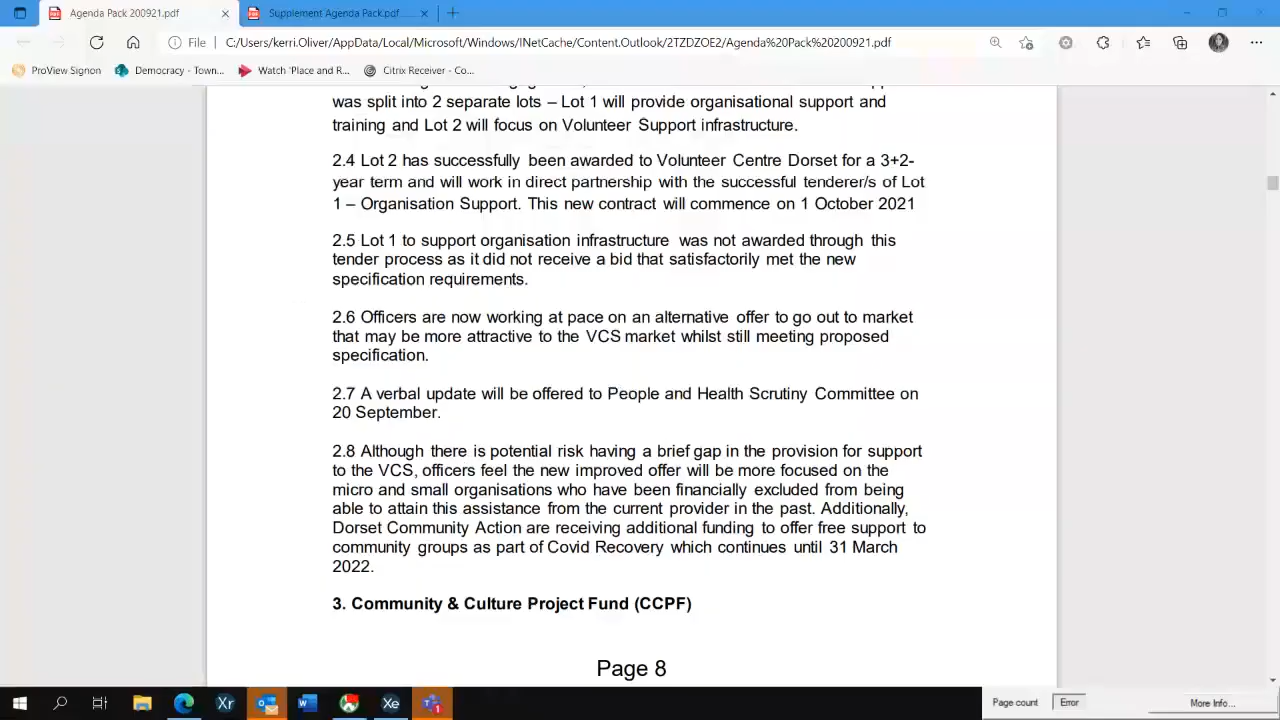 Agenda Pack 200921.pdf
Supplement Agenda Pack.pdf
File
C:/Users/kerri.Oliver/AppData/Local/Microsoft/Windows/INetCache/Content.Outlook/2TZDZOE2/Agenda%20Pack%20200921.pdf
ProView Signon
Democracy - Town...
Watch 'Place and R...
Citrix Receiver - Co...
was split into 2 separate lots – Lot 1 will provide organisational support and
training and Lot 2 will focus on Volunteer Support infrastructure.
2.4 Lot 2 has successfully been awarded to Volunteer Centre Dorset for a 3+2-
year term and will work in direct partnership with the successful tenderer/s of Lot
1 – Organisation Support. This new contract will commence on 1 October 2021
2.5 Lot 1 to support organisation infrastructure was not awarded through this
tender process as it did not receive a bid that satisfactorily met the new
specification requirements.
2.6 Officers are now working at pace on an alternative offer to go out to market
that may be more attractive to the VCS market whilst still meeting proposed
specification.
2.7 A verbal update will be offered to People and Health Scrutiny Committee on
20 September.
2.8 Although there is potential risk having a brief gap in the provision for support
to the VCS, officers feel the new improved offer will be more focused on the
micro and small organisations who have been financially excluded from being
able to attain this assistance from the current provider in the past. Additionally,
Dorset Community Action are receiving additional funding to offer free support to
community groups as part of Covid Recovery which continues until 31 March
2022.
3. Community & Culture Project Fund (CCPF)
Page 8
Page count
Error
More Info...